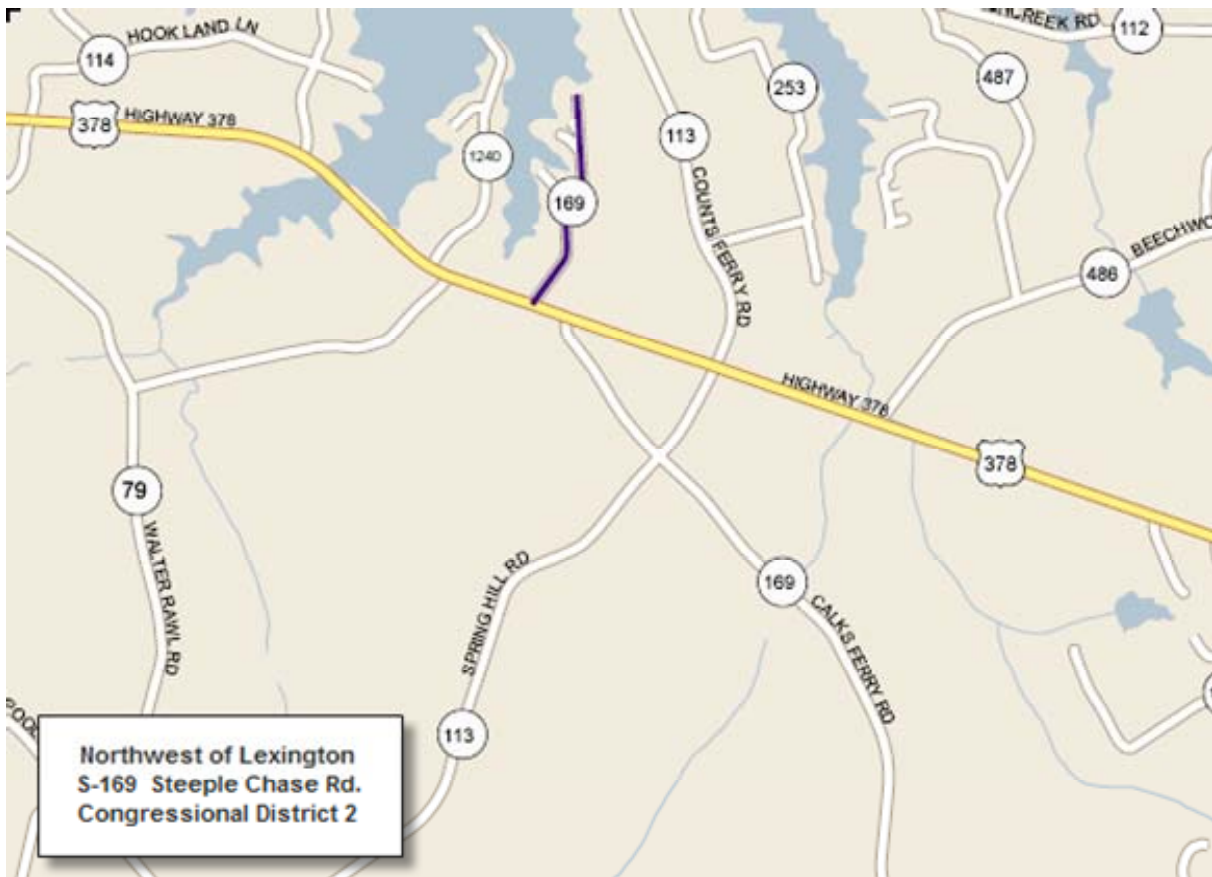 HOOK LAND LN
114
378
HIGHWAY 378
1240
169
113
COUNTS FERRY RD
253
487
112
486
HIGHWAY 378
378
79
WALTER RAWL RD
SPRING HILL RD
113
169
CALKS FERRY RD
Northwest of Lexington
S-169 Steeple Chase Rd.
Congressional District 2